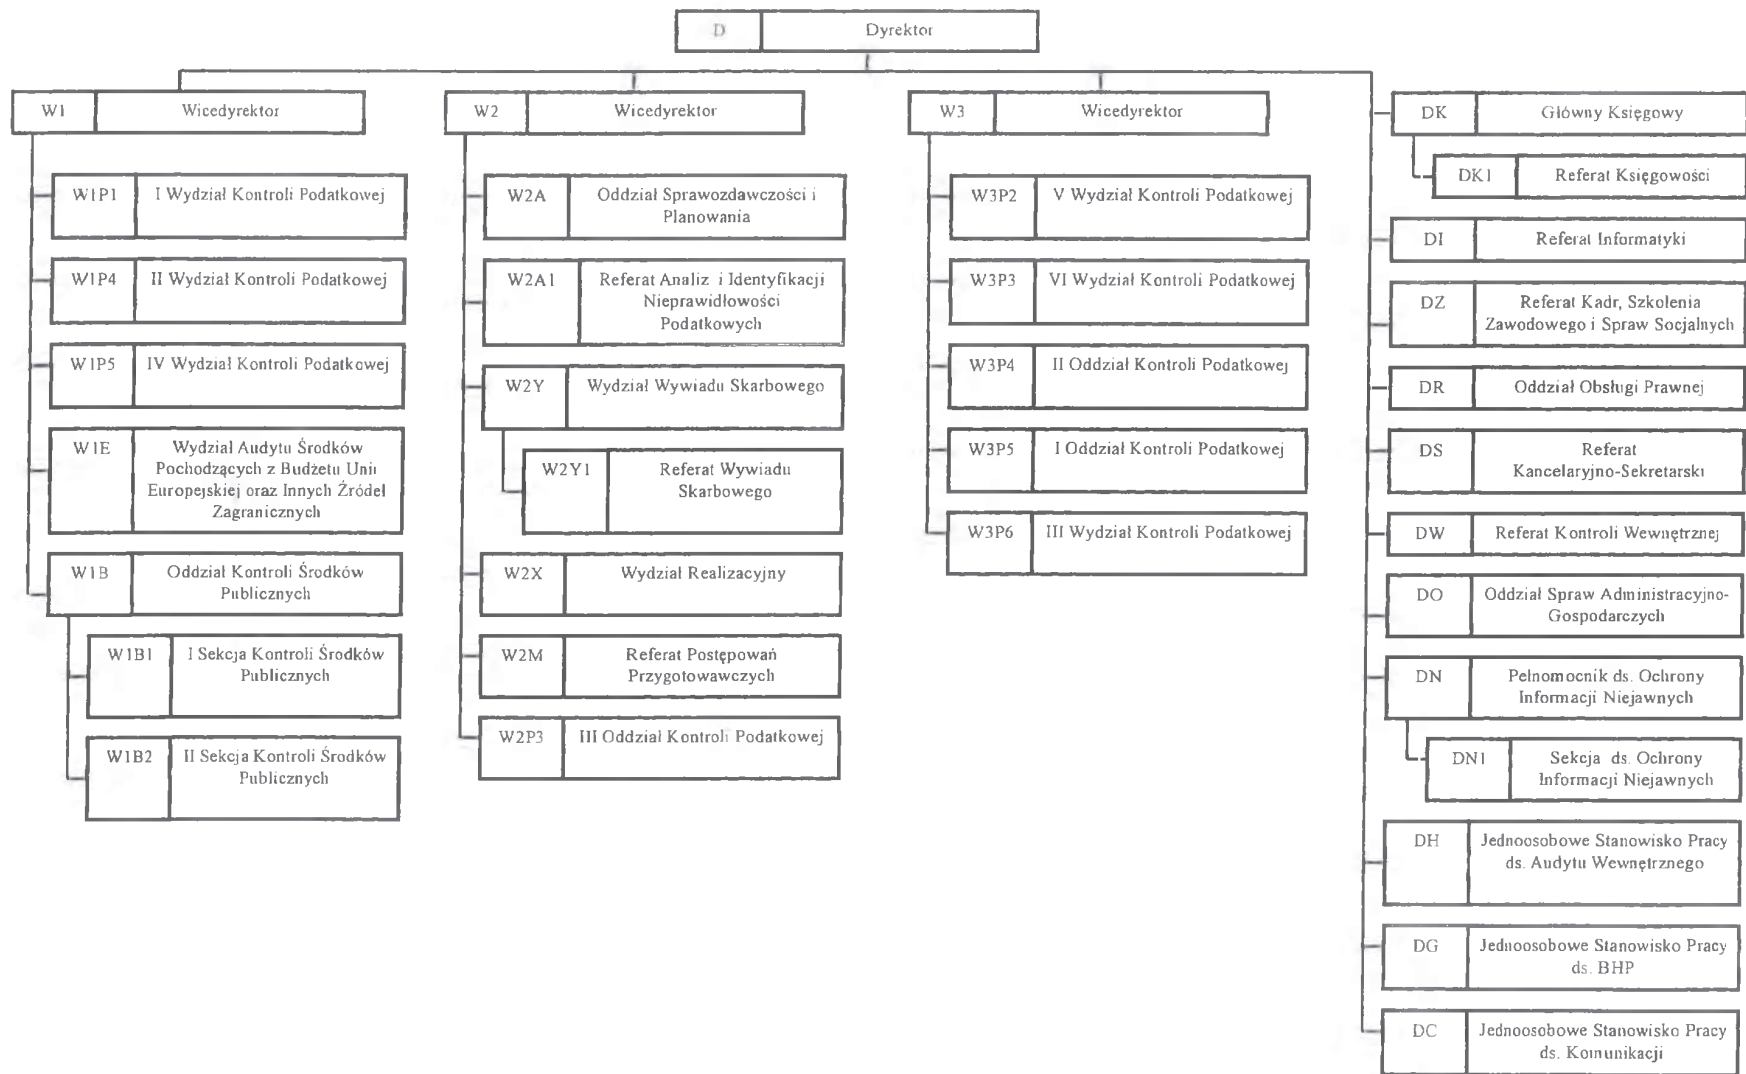 D Dyrektor
W1 Wicedyrektor
W1P1 I Wydział Kontroli Podatkowej
W1P4 II Wydział Kontroli Podatkowej
W1P5 IV Wydział Kontroli Podatkowej
W1E Wydział Audytu Środków
Pochodzących z Budżetu Unii
Europejskiej oraz Innych Źródeł
Zagranicznych
W1B Oddział Kontroli Środków
Publicznych
W1B1 I Sekcja Kontroli Środków
Publicznych
W1B2 II Sekcja Kontroli Środków
Publicznych
W2 Wicedyrektor
W2A Oddział Sprawozdawczości i
Planowania
W2A1 Referat Analiz i Identyfikacji
Nieprawidłowości
Podatkowych
W2Y Wydział Wywiadu Skarbowego
W2Y1 Referat Wywiadu
Skarbowego
W2X Wydział Realizacyjny
W2M Referat Postępowań
Przygotowawczych
W2P3 III Oddział Kontroli Podatkowej
W3 Wicedyrektor
W3P2 V Wydział Kontroli Podatkowej
W3P3 VI Wydział Kontroli Podatkowej
W3P4 II Oddział Kontroli Podatkowej
W3P5 I Oddział Kontroli Podatkowej
W3P6 III Wydział Kontroli Podatkowej
DK Główny Księgowy
DK1 Referat Księgowości
DI Referat Informatyki
DZ Referat Kadr, Szkolenia
Zawodowego i Spraw Socjalnych
DR Oddział Obsługi Prawnej
DS Referat
Kancelaryjno-Sekretarski
DW Referat Kontroli Wewnętrznej
DO Oddział Spraw Administracyjno-
Gospodarczych
DN Pełnomocnik ds. Ochrony
Informacji Niejawnych
DN1 Sekcja ds. Ochrony
Informacji Niejawnych
DH Jednoosobowe Stanowisko Pracy
ds. Audytu Wewnętrznego
DG Jednoosobowe Stanowisko Pracy
ds. BHP
DC Jednoosobowe Stanowisko Pracy
ds. Komunikacji